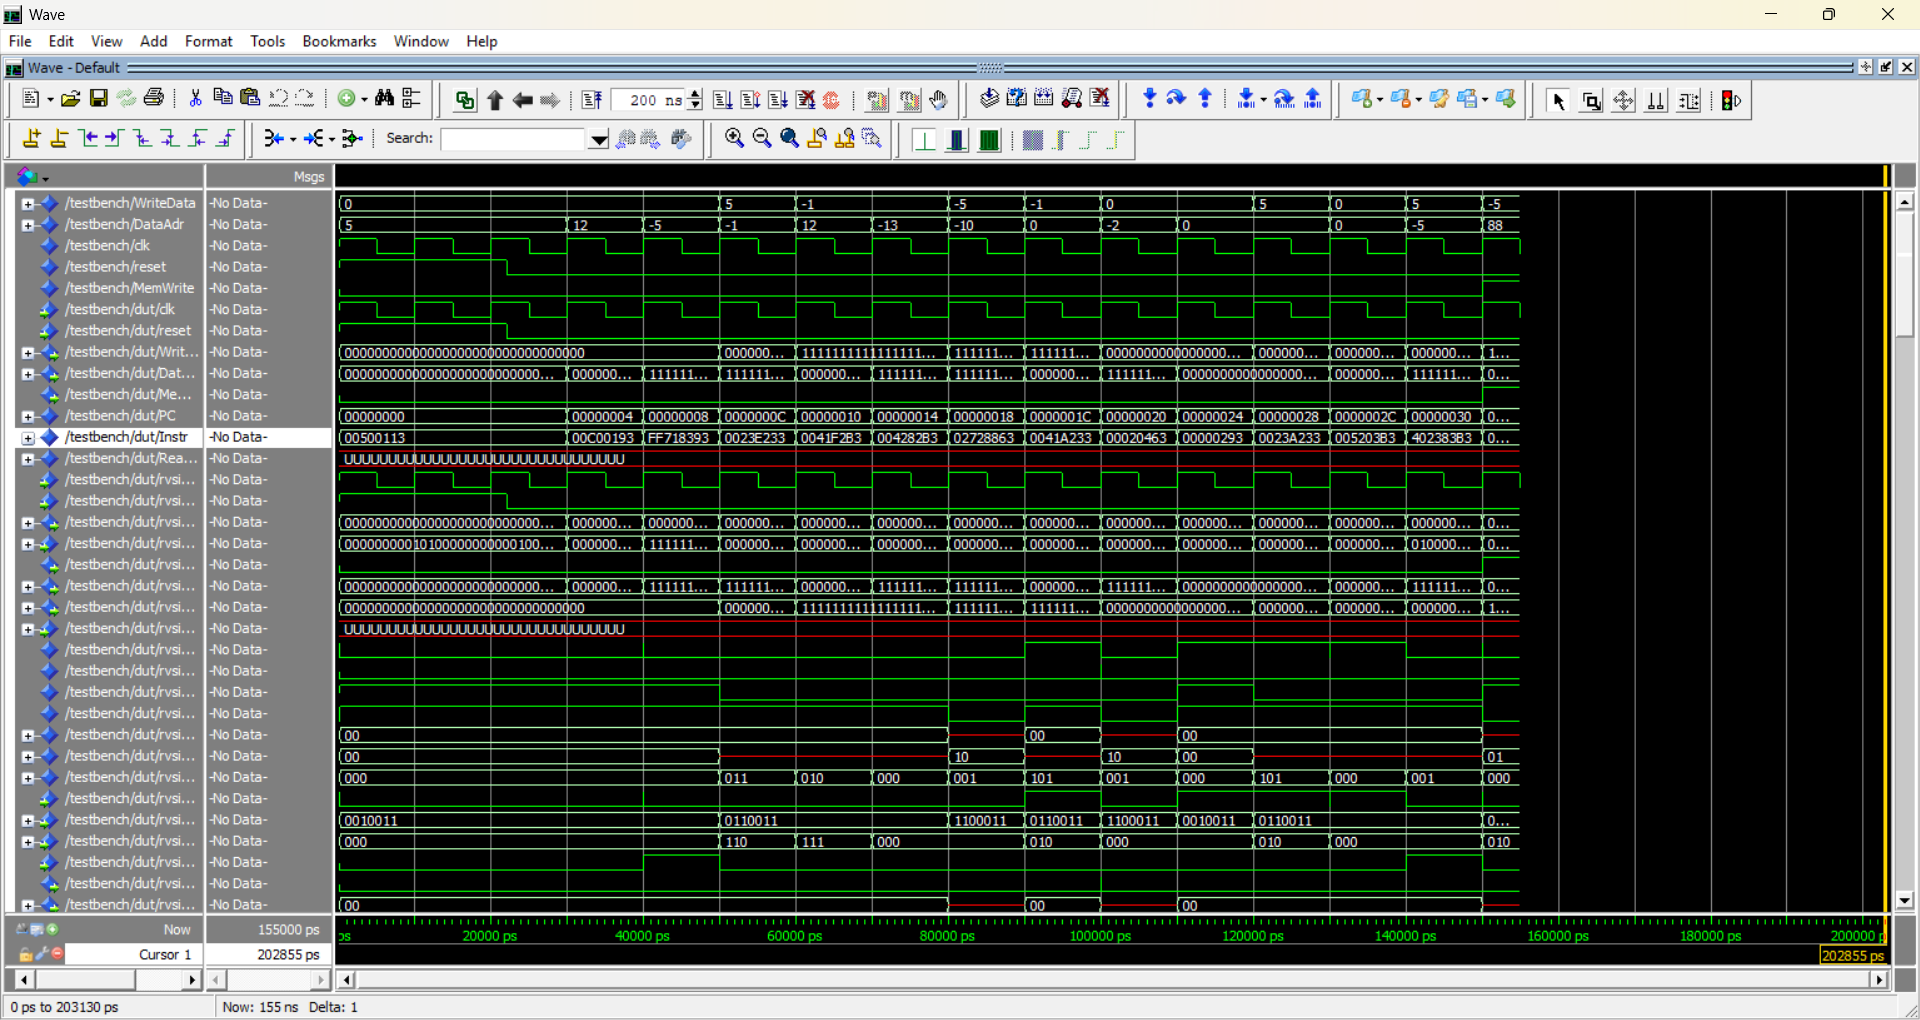 Wave
File Edit View Add Format Tools Bookmarks Window Help
Wave - Default
200 ns
Search:
Msgs
/testbench/WriteData -No Data- 0 5 -1 -5 -1 0 5 0 5 -5
/testbench/DataAdr -No Data- 5 12 -5 -1 12 -13 -10 0 -2 0 0 -5 88
/testbench/clk -No Data-
/testbench/reset -No Data-
/testbench/MemWrite -No Data-
/testbench/dut/clk -No Data-
/testbench/dut/reset -No Data-
/testbench/dut/Writ... -No Data- 00000000000000000000000000000000 000000... 1111111111111111... 111111... 111111... 0000000000000000... 000000... 000000... 000000... 1...
/testbench/dut/Dat... -No Data- 0000000000000000000000000000... 000000... 111111... 111111... 000000... 111111... 111111... 000000... 111111... 0000000000000000... 000000... 111111... 0...
/testbench/dut/Me... -No Data-
/testbench/dut/PC -No Data- 00000000 00000004 00000008 0000000C 00000010 00000014 00000018 0000001C 00000020 00000024 00000028 0000002C 00000030 0...
/testbench/dut/Instr -No Data- 00500113 00C00193 FF718393 0023E233 0041F2B3 004282B3 02728863 0041A233 00020463 00000293 0023A233 005203B3 402383B3 0...
/testbench/dut/Rea... -No Data- UUUUUUUUUUUUUUUUUUUUUUUUUUUUUUUU
/testbench/dut/rvsi... -No Data-
/testbench/dut/rvsi... -No Data-
/testbench/dut/rvsi... -No Data- 0000000000000000000000000000... 000000... 000000... 000000... 000000... 000000... 000000... 000000... 000000... 000000... 000000... 000000... 000000... 0...
/testbench/dut/rvsi... -No Data- 0000000001010000000000000100... 000000... 111111... 000000... 000000... 000000... 000000... 000000... 000000... 000000... 000000... 000000... 010000... 0...
/testbench/dut/rvsi... -No Data-
/testbench/dut/rvsi... -No Data- 0000000000000000000000000000... 000000... 111111... 111111... 000000... 111111... 111111... 000000... 111111... 0000000000000000... 000000... 111111... 0...
/testbench/dut/rvsi... -No Data- 00000000000000000000000000000000 000000... 1111111111111111... 111111... 111111... 0000000000000000... 000000... 000000... 000000... 1...
/testbench/dut/rvsi... -No Data- UUUUUUUUUUUUUUUUUUUUUUUUUUUUUUUU
/testbench/dut/rvsi... -No Data-
/testbench/dut/rvsi... -No Data-
/testbench/dut/rvsi... -No Data-
/testbench/dut/rvsi... -No Data-
/testbench/dut/rvsi... -No Data- 00 00 00
/testbench/dut/rvsi... -No Data- 00 10 10 00 01
/testbench/dut/rvsi... -No Data- 000 011 010 000 001 101 001 000 101 000 001 000
/testbench/dut/rvsi... -No Data-
/testbench/dut/rvsi... -No Data- 0010011 0110011 1100011 0110011 1100011 0010011 0110011 0...
/testbench/dut/rvsi... -No Data- 000 110 111 000 010 000 010 000 010
/testbench/dut/rvsi... -No Data-
/testbench/dut/rvsi... -No Data-
/testbench/dut/rvsi... -No Data- 00 00 00
Now 155000 ps ps 20000 ps 40000 ps 60000 ps 80000 ps 100000 ps 120000 ps 140000 ps 160000 ps 180000 ps 200000 p
Cursor 1 202855 ps 202855 ps
0 ps to 203130 ps Now: 155 ns Delta: 1